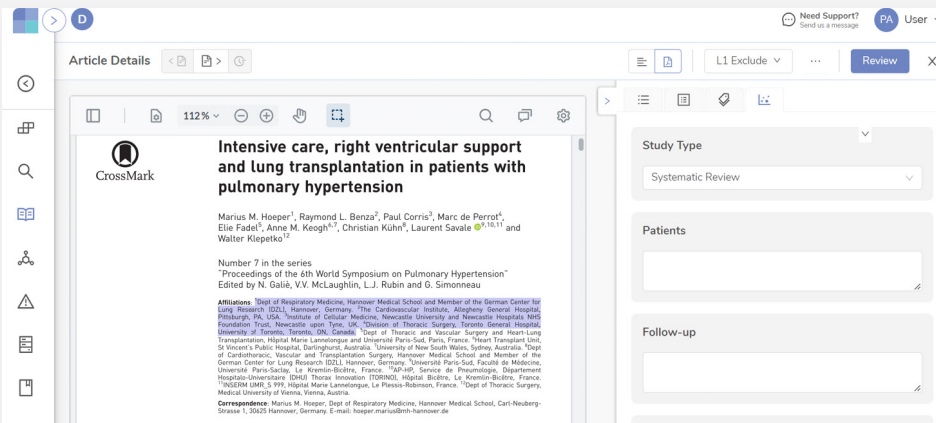 D
Need Support?
Send us a message
PA User
Article Details
L1 Exclude
Review
112%
CrossMark
Intensive care, right ventricular support
and lung transplantation in patients with
pulmonary hypertension
Marius M. Hoeper1, Raymond L. Benza2, Paul Corris3, Marc de Perrot4,
Elie Fadel5, Anne M. Keogh6,7, Christian Kühn8, Laurent Savale 9,10,11 and
Walter Klepetko12
Number 7 in the series
"Proceedings of the 6th World Symposium on Pulmonary Hypertension"
Edited by N. Galiè, V.V. McLaughlin, L.J. Rubin and G. Simonneau
Affiliations: 1Dept of Respiratory Medicine, Hannover Medical School and Member of the German Center for
Lung Research (DZL), Hannover, Germany. 2The Cardiovascular Institute, Allegheny General Hospital,
Pittsburgh, PA, USA. 3Institute of Cellular Medicine, Newcastle University and Newcastle Hospitals NHS
Foundation Trust, Newcastle upon Tyne, UK. 4Division of Thoracic Surgery, Toronto General Hospital,
University of Toronto, Toronto, ON, Canada. 5Dept of Thoracic and Vascular Surgery and Heart-Lung
Transplantation, Hôpital Marie Lannelongue and Université Paris-Sud, Paris, France. 6Heart Transplant Unit,
St Vincent's Public Hospital, Darlinghurst, Australia. 7University of New South Wales, Sydney, Australia. 8Dept
of Cardiothoracic, Vascular and Transplantation Surgery, Hannover Medical School and Member of the
German Center for Lung Research (DZL), Hannover, Germany. 9Université Paris-Sud, Faculté de Médecine,
Université Paris-Saclay, Le Kremlin-Bicêtre, France. 10AP-HP, Service de Pneumologie, Département
Hospitalo-Universitaire (DHU) Thorax Innovation (TORINO), Hôpital Bicêtre, Le Kremlin-Bicêtre, France.
11INSERM UMR_S 999, Hôpital Marie Lannelongue, Le Plessis-Robinson, France. 12Dept of Thoracic Surgery,
Medical University of Vienna, Vienna, Austria.
Correspondence: Marius M. Hoeper, Dept of Respiratory Medicine, Hannover Medical School, Carl-Neuberg-
Strasse 1, 30625 Hannover, Germany. E-mail: hoeper.marius@mh-hannover.de
Study Type
Systematic Review
Patients
Follow-up